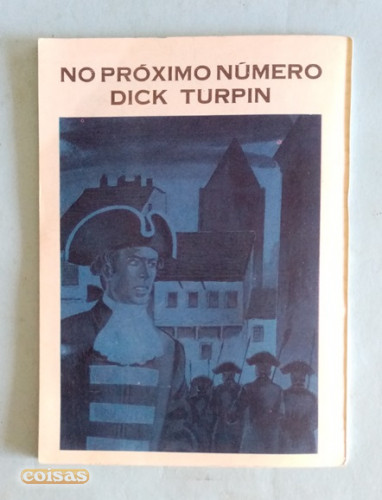 NO PRÓXIMO NÚMERO
DICK TURPIN
coisas